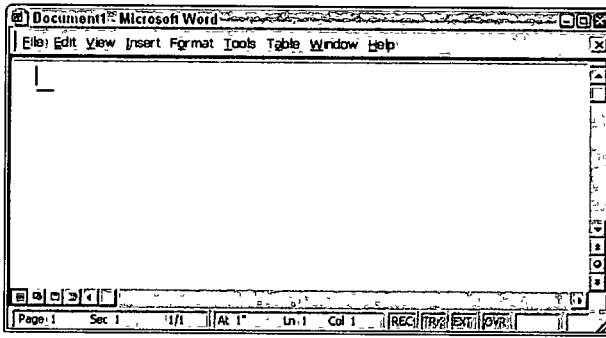 Document1 - Microsoft Word
File Edit View Insert Format Tools Table Window Help
Page 1 Sec 1 1/1 At 1" Ln 1 Col 1 REC TRK EXT OVR